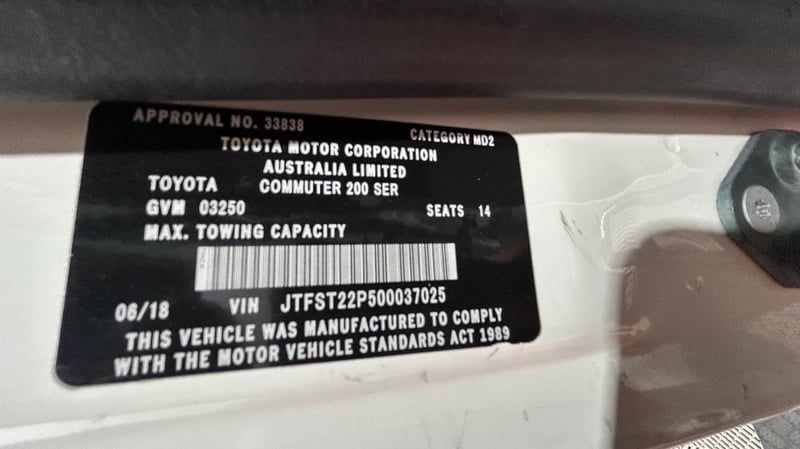 APPROVAL NO. 33838
CATEGORY MD2
TOYOTA MOTOR CORPORATION
AUSTRALIA LIMITED
TOYOTA COMMUTER 200 SER
GVM 03250 SEATS 14
MAX. TOWING CAPACITY
06/18 VIN JTFST22P500037025
THIS VEHICLE WAS MANUFACTURED TO COMPLY
WITH THE MOTOR VEHICLE STANDARDS ACT 1989